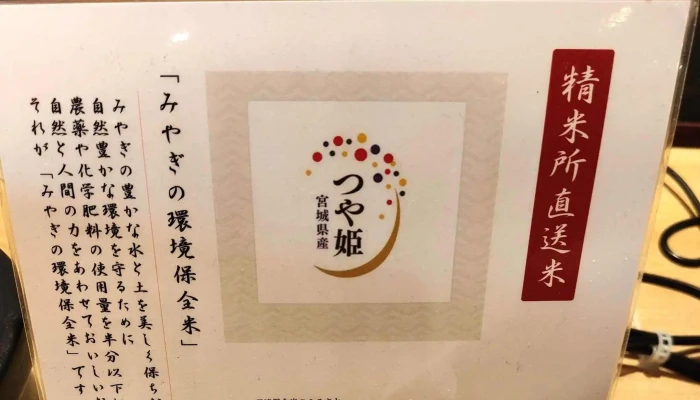 精米所直送米
つや姫
宮城県産
「みやぎの環境保全米」
みやぎの豊かな水と土を美しく保ち
自然豊かな環境を守るために
農薬や化学肥料の使用量を半分以下
自然と人間の力をあわせておいしい
それが「みやぎの環境保全米」です